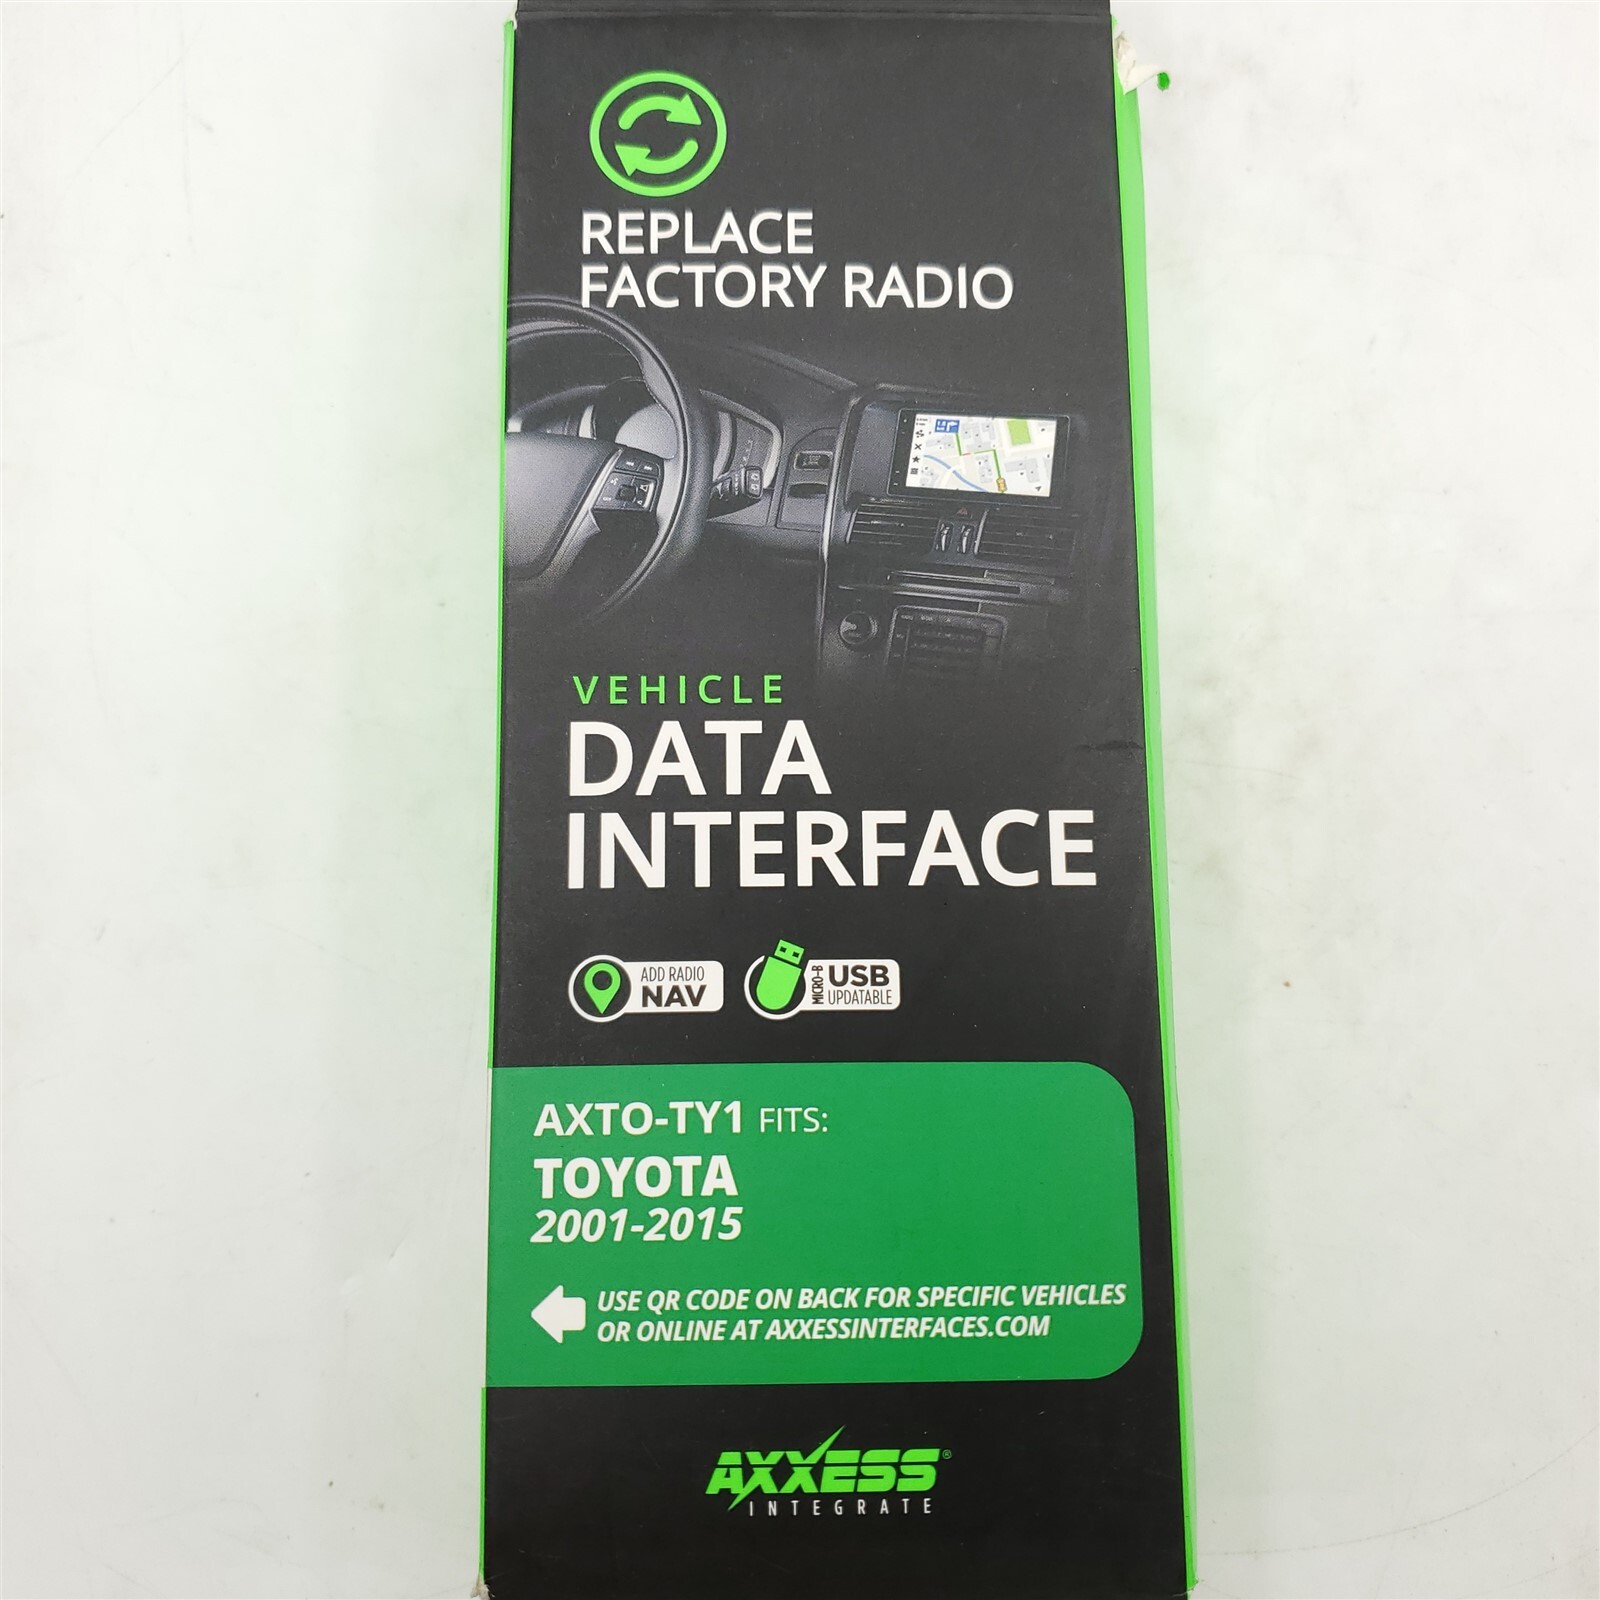 REPLACE
FACTORY RADIO
VEHICLE
DATA
INTERFACE
ADD RADIO
NAV
MICRO-B
USB
UPDATABLE
AXTO-TY1 FITS:
TOYOTA
2001-2015
USE QR CODE ON BACK FOR SPECIFIC VEHICLES
OR ONLINE AT AXXESSINTERFACES.COM
AXXESS®
INTEGRATE